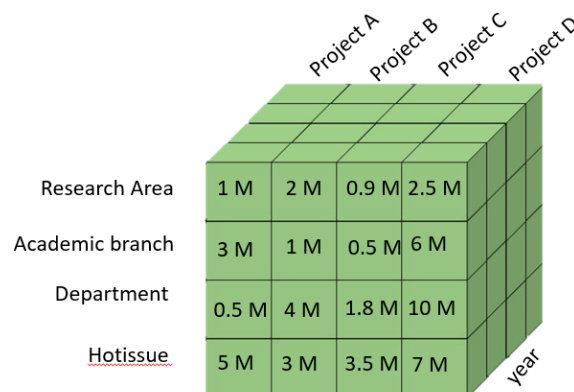 Project A
Project B
Project C
Project D
Research Area
1 M 2 M 0.9 M 2.5 M
Academic branch
3 M 1 M 0.5 M 6 M
Department
0.5 M 4 M 1.8 M 10 M
Hotissue
5 M 3 M 3.5 M 7 M
year